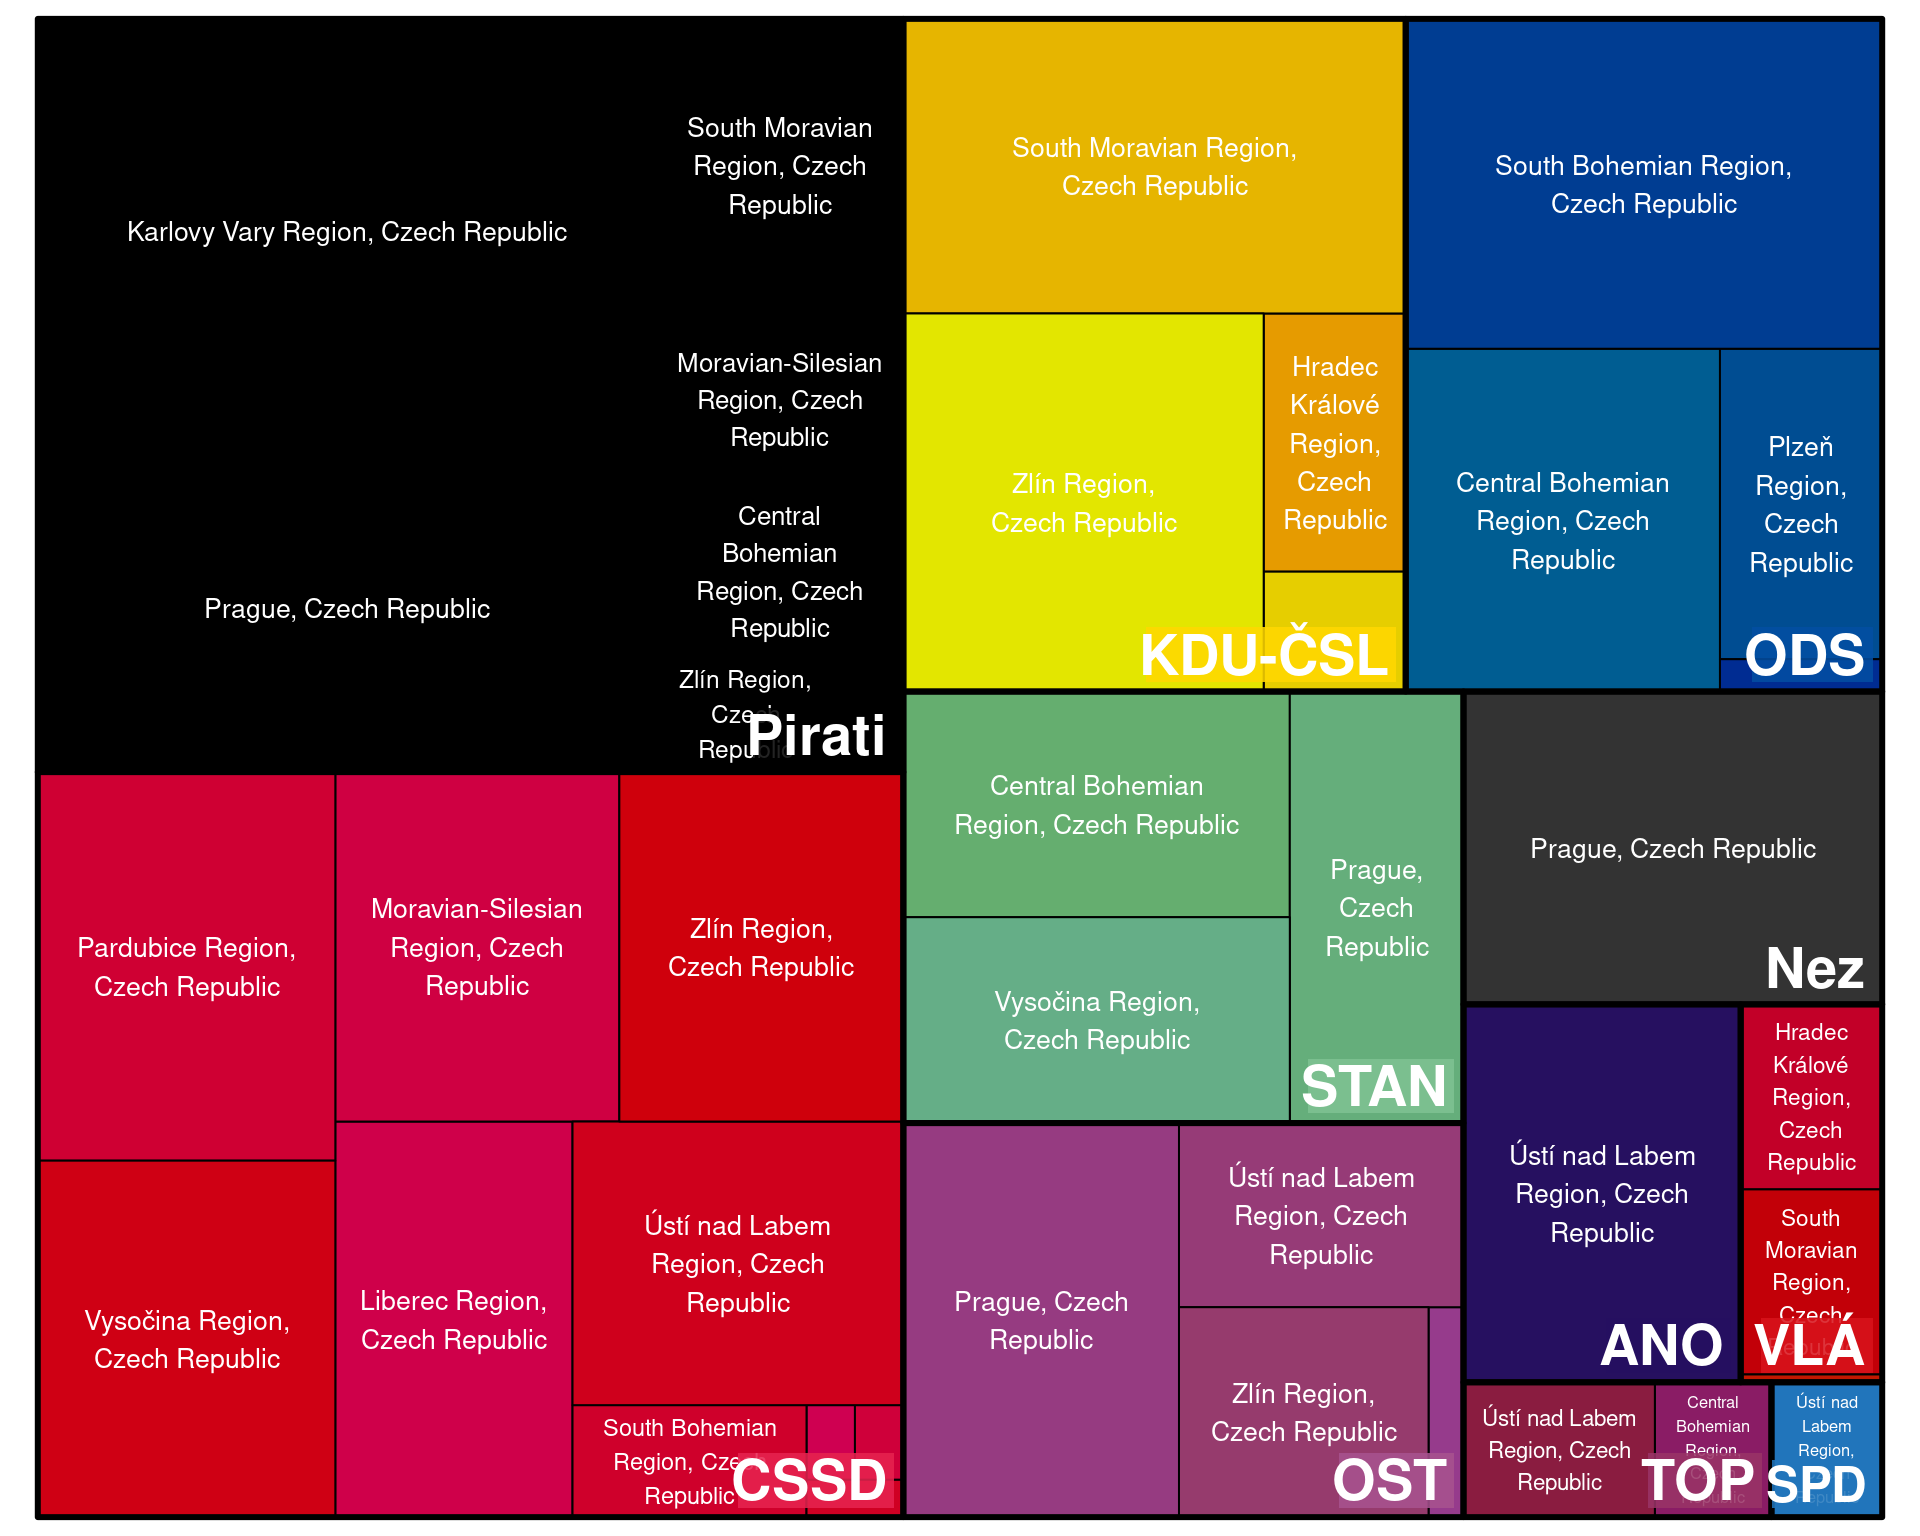 Karlovy Vary Region, Czech Republic
South Moravian
Region, Czech
Republic
Moravian-Silesian
Region, Czech
Republic
Prague, Czech Republic
Central
Bohemian
Region, Czech
Republic
Zlín Region,
Czech
Republic
Pirati
South Moravian Region,
Czech Republic
Zlín Region,
Czech Republic
Hradec
Králové
Region,
Czech
Republic
KDU-ČSL
South Bohemian Region,
Czech Republic
Central Bohemian
Region, Czech
Republic
Plzeň
Region,
Czech
Republic
ODS
Pardubice Region,
Czech Republic
Moravian-Silesian
Region, Czech
Republic
Zlín Region,
Czech Republic
Vysočina Region,
Czech Republic
Liberec Region,
Czech Republic
Ústí nad Labem
Region, Czech
Republic
South Bohemian
Region, Czech
Republic
CSSD
Central Bohemian
Region, Czech Republic
Vysočina Region,
Czech Republic
Prague,
Czech
Republic
STAN
Prague, Czech
Republic
Ústí nad Labem
Region, Czech
Republic
Zlín Region,
Czech Republic
OST
Prague, Czech Republic
Nez
Ústí nad Labem
Region, Czech
Republic
ANO
Hradec
Králové
Region,
Czech
Republic
South
Moravian
Region,
Czech
Republic
VLÁ
Ústí nad Labem
Region, Czech
Republic
Central
Bohemian
Region,
TOP
Ústí nad
Labem
Region,
SPD